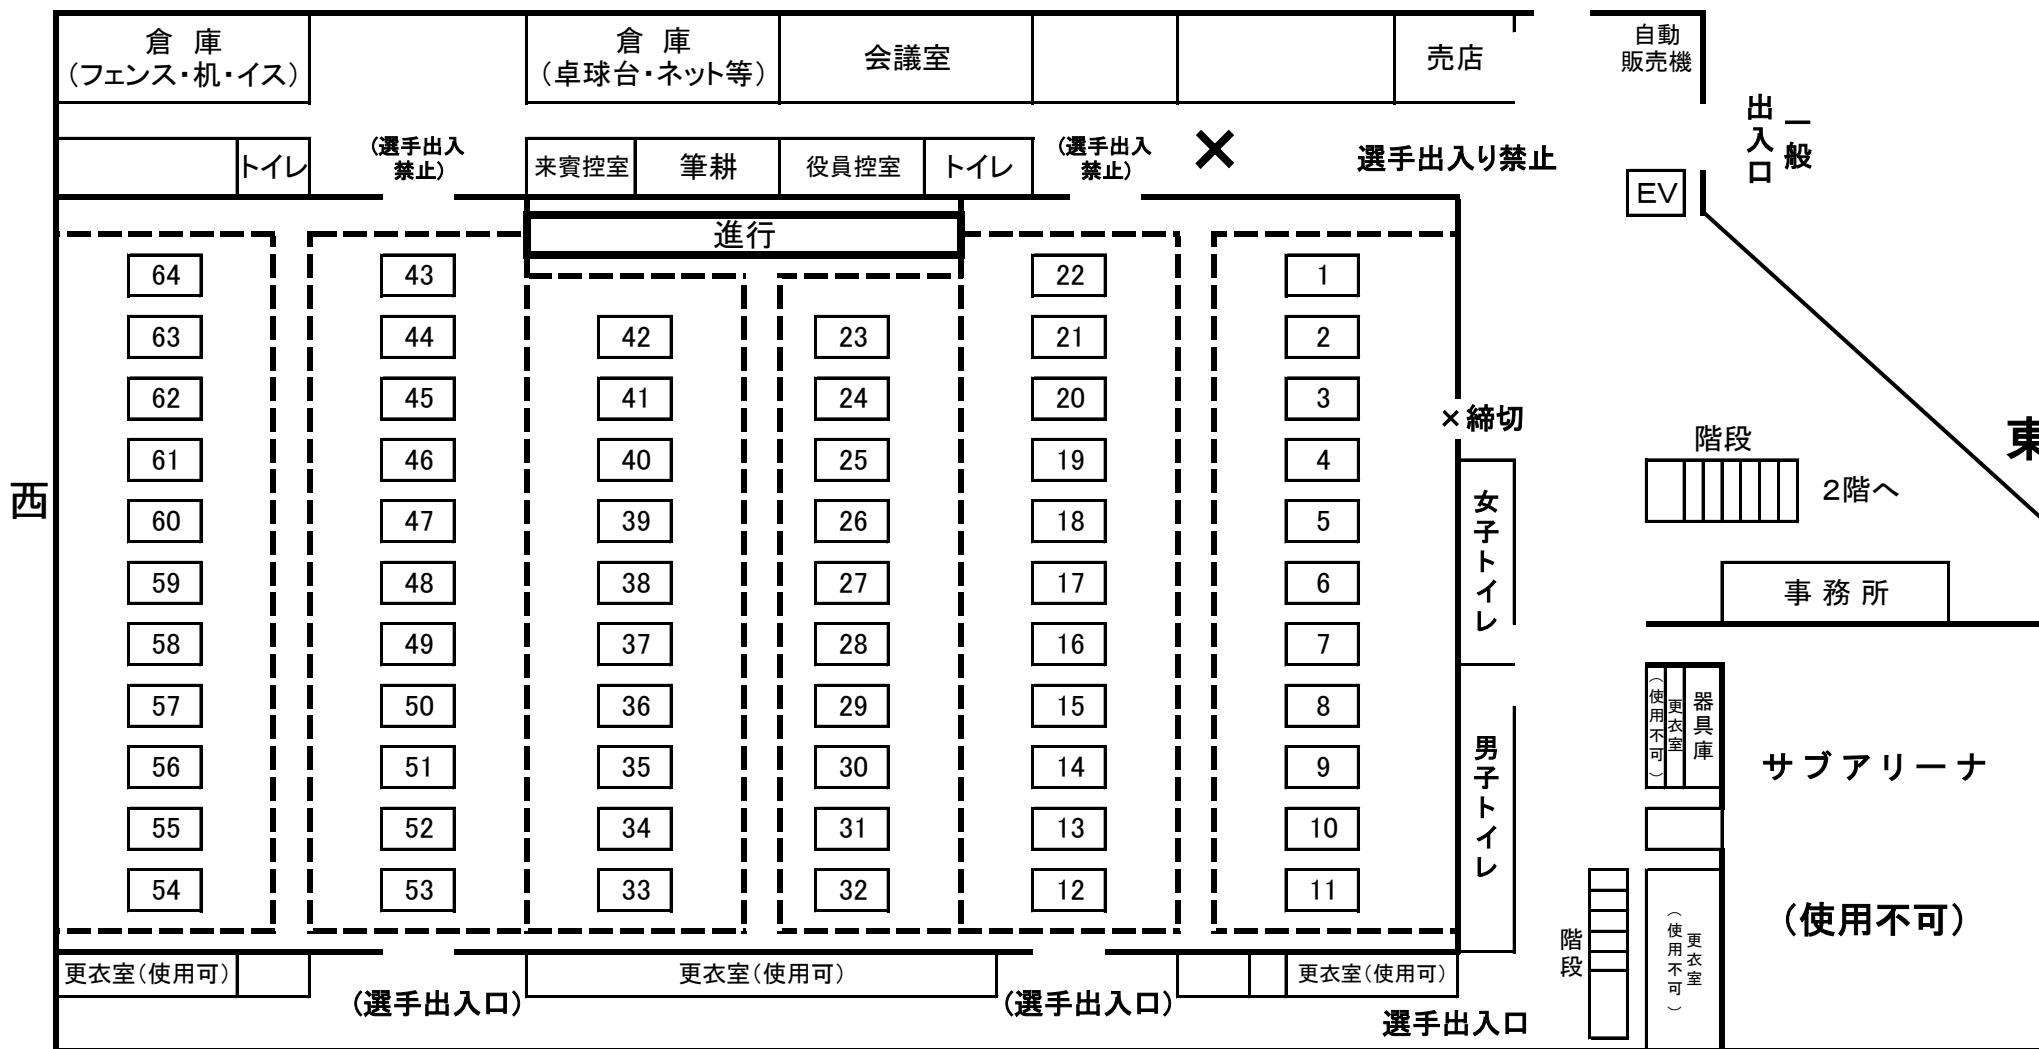 倉 庫
(フェンス・机・イス)
倉 庫
(卓球台・ネット等)
会議室
売店
自動
販売機
一般
出入口
トイレ
(選手出入
禁止)
来賓控室
筆耕
役員控室
トイレ
(選手出入
禁止)
×
選手出入り禁止
EV
進行
64 43 22 1
63 44 42 23 21 2
62 45 41 24 20 3
×締切
61 46 40 25 19 4
階段
東
西
2階へ
60 47 39 26 18 5
女子トイレ
59 48 38 27 17 6
事 務 所
58 49 37 28 16 7
57 50 36 29 15 8
更衣室
(使用不可)
器具庫
56 51 35 30 14 9
男子トイレ
サブアリーナ
55 52 34 31 13 10
54 53 33 32 12 11
(使用不可)
階段
更衣室
(使用不可)
更衣室(使用可)
更衣室(使用可)
更衣室(使用可)
(選手出入口)
(選手出入口)
選手出入口